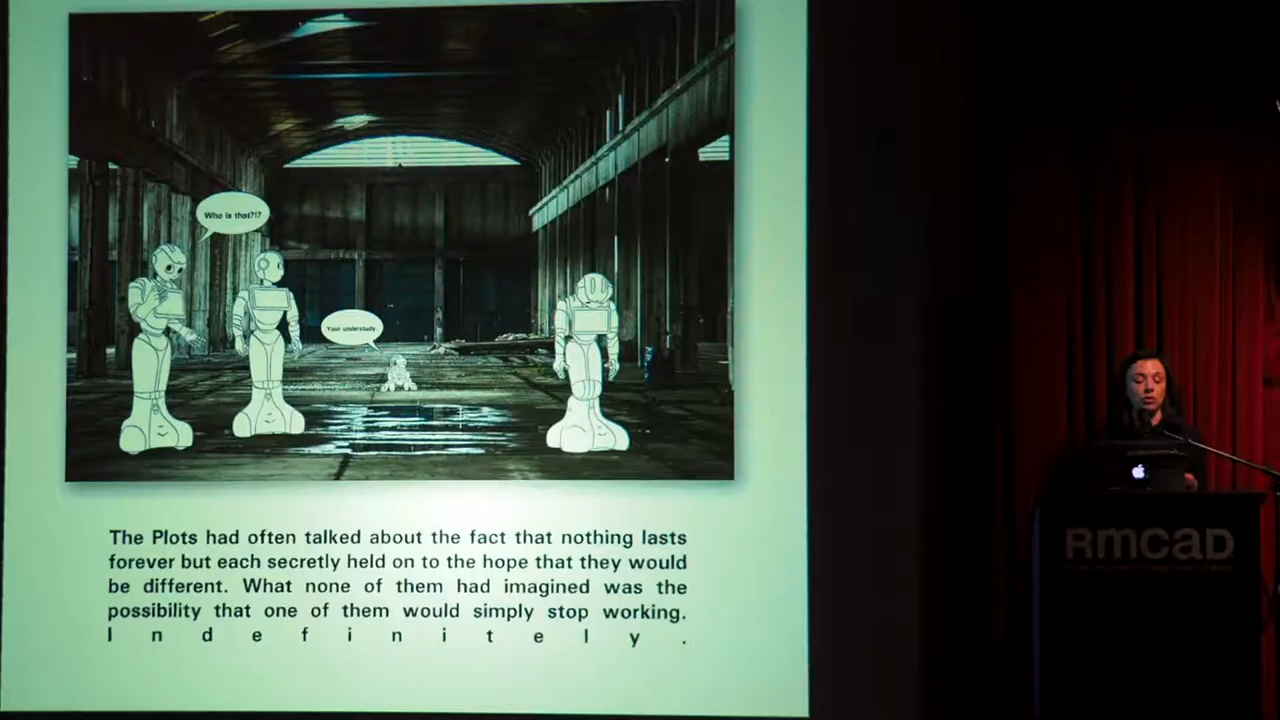 Who is that?!?
Your understudy.
The Plots had often talked about the fact that nothing lasts
forever but each secretly held on to the hope that they would
be different. What none of them had imagined was the
possibility that one of them would simply stop working.
I n d e f i n i t e l y .
RMCAD